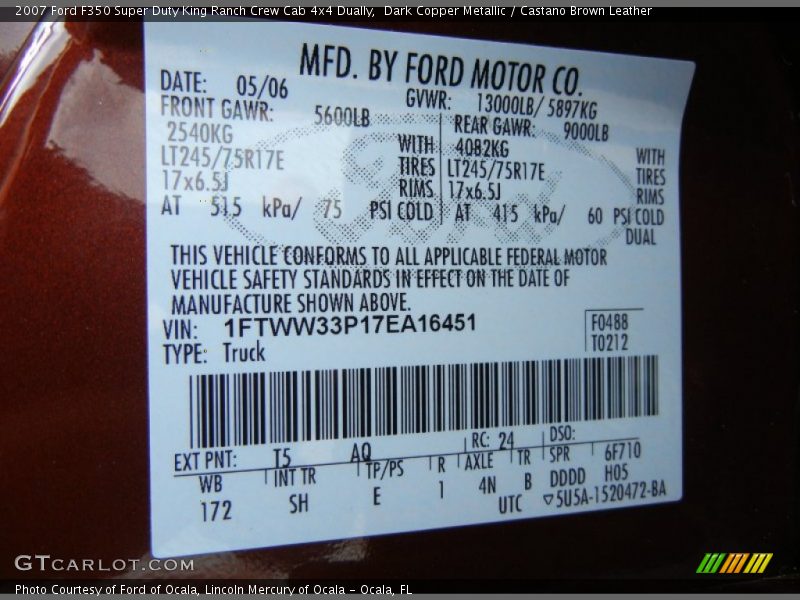 2007 Ford F350 Super Duty King Ranch Crew Cab 4x4 Dually,  Dark Copper Metallic / Castano Brown Leather
MFD. BY FORD MOTOR CO.
DATE: 05/06 GVWR: 13000LB/ 5897KG
FRONT GAWR: 5600LB REAR GAWR: 9000LB
2540KG WITH 4082KG WITH
LT245/75R17E TIRES LT245/75R17E TIRES
17x6.5J RIMS 17x6.5J RIMS
AT 515 kPa/ 75 PSI COLD AT 415 kPa/ 60 PSI COLD
DUAL
Ford
THIS VEHICLE CONFORMS TO ALL APPLICABLE FEDERAL MOTOR
VEHICLE SAFETY STANDARDS IN EFFECT ON THE DATE OF
MANUFACTURE SHOWN ABOVE.
VIN: 1FTWW33P17EA16451 F0488
TYPE: Truck T0212
EXT PNT: T5 AQ RC: 24 DSO:
WB INT TR TP/PS R AXLE TR SPR 6F710
172 SH E 1 4N B DDDD H05
UTC ▽5U5A-1520472-BA
GTCARLOT.COM
Photo Courtesy of Ford of Ocala, Lincoln Mercury of Ocala – Ocala, FL